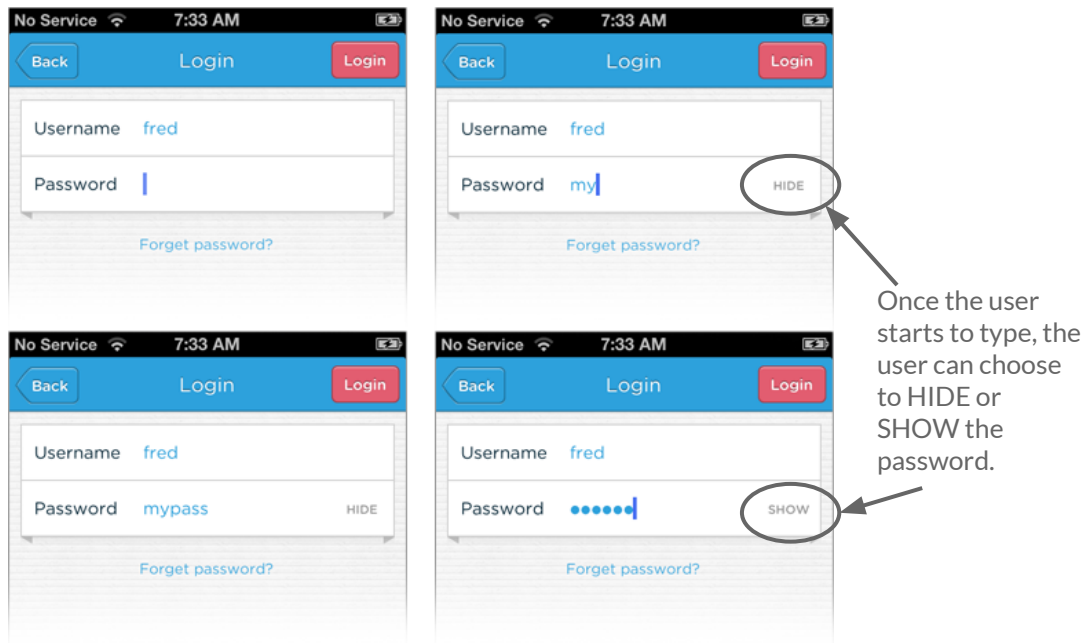 No Service 7:33 AM
Back Login Login
Username fred
Password
Forget password?
No Service 7:33 AM
Back Login Login
Username fred
Password my HIDE
Forget password?
No Service 7:33 AM
Back Login Login
Username fred
Password mypass HIDE
Forget password?
No Service 7:33 AM
Back Login Login
Username fred
Password ●●●●●● SHOW
Forget password?
Once the user
starts to type, the
user can choose
to HIDE or
SHOW the
password.